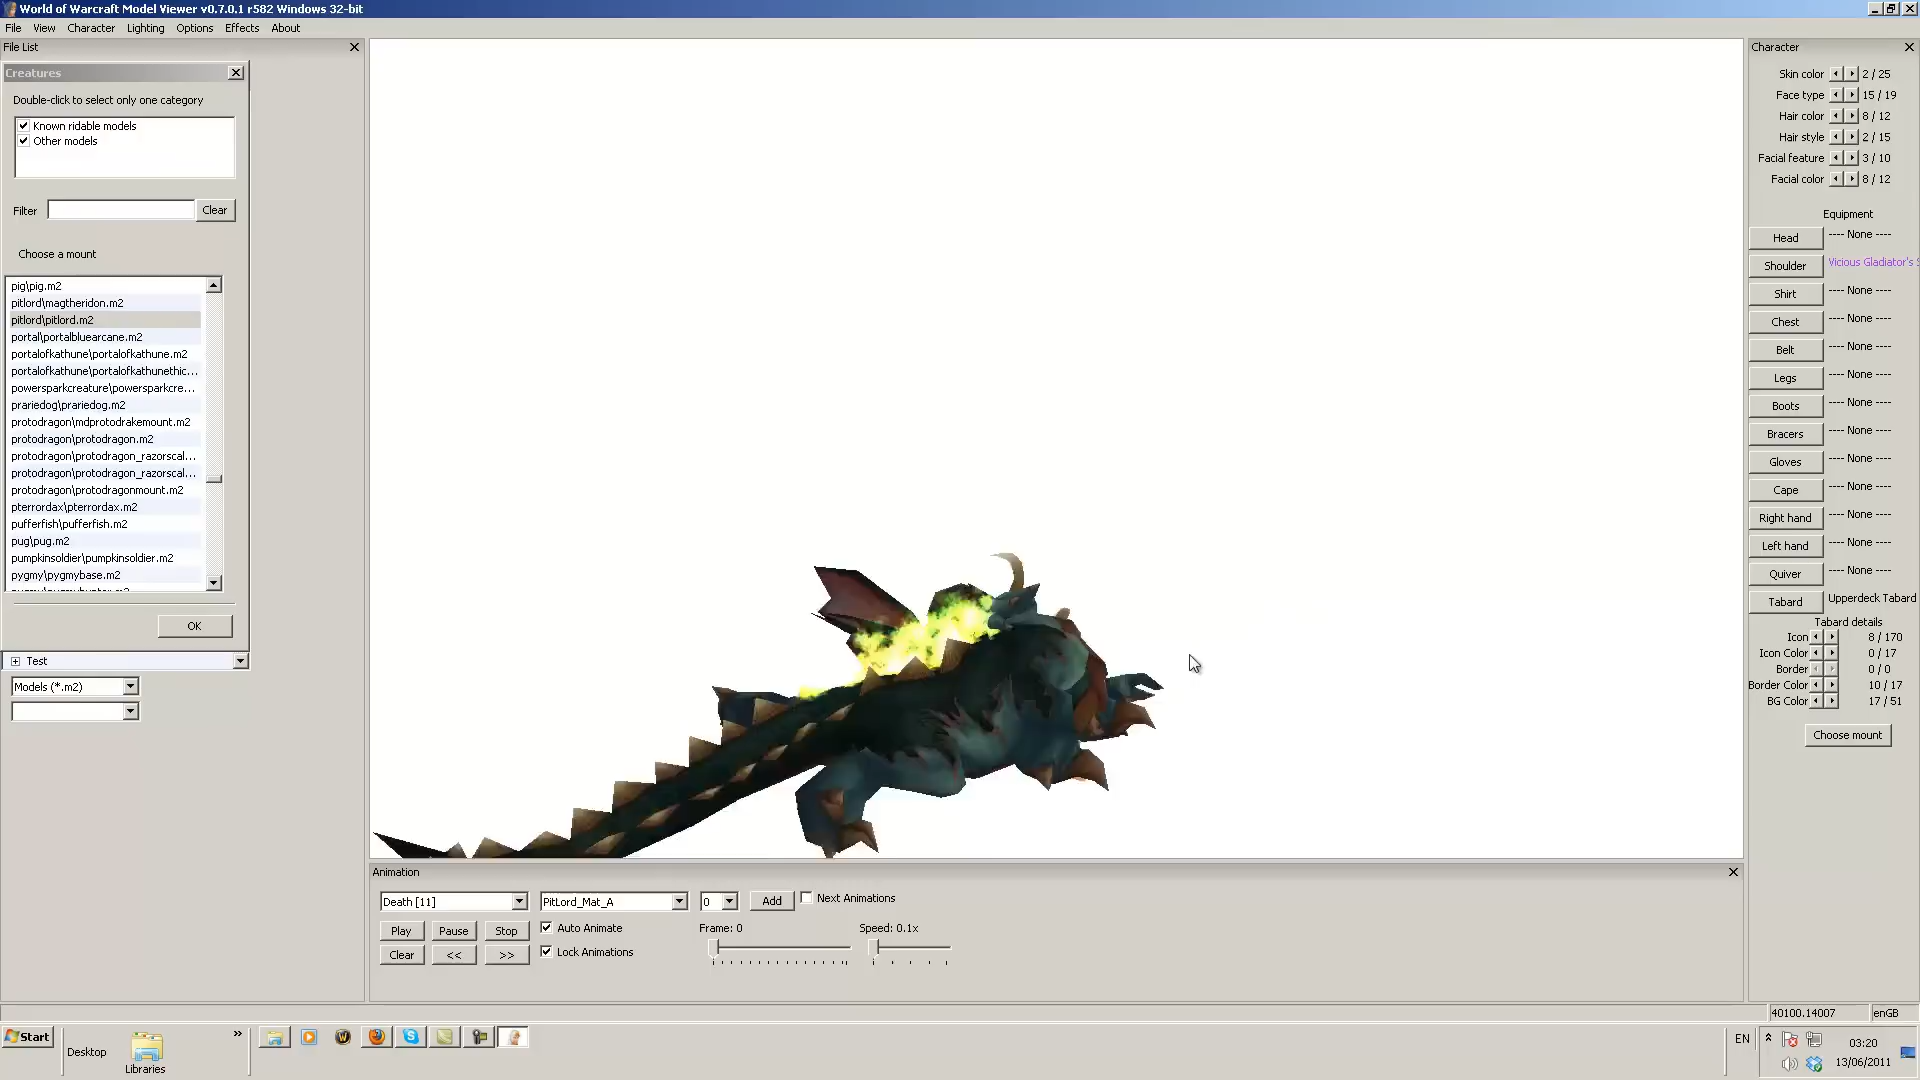 World of Warcraft Model Viewer v0.7.0.1 r582 Windows 32-bit
File View Character Lighting Options Effects About
File List
Creatures
Double-click to select only one category
Known ridable models
Other models
Filter
Clear
Choose a mount
pig\pig.m2
pitlord\magtheridon.m2
pitlord\pitlord.m2
portal\portalbluearcane.m2
portalofkathune\portalofkathune.m2
portalofkathune\portalofkathunethic...
powersparkcreature\powersparkcre...
prariedog\prariedog.m2
protodragon\mdprotodrakemount.m2
protodragon\protodragon.m2
protodragon\protodragon_razorscal...
protodragon\protodragon_razorscal...
protodragon\protodragonmount.m2
pterrordax\pterrordax.m2
pufferfish\pufferfish.m2
pug\pug.m2
pumpkinsoldier\pumpkinsoldier.m2
pygmy\pygmybase.m2
OK
Test
Models (*.m2)
Character
Skin color 2 / 25
Face type 15 / 19
Hair color 8 / 12
Hair style 2 / 15
Facial feature 3 / 10
Facial color 8 / 12
Equipment
Head ---- None ----
Shoulder Vicious Gladiator's S
Shirt ---- None ----
Chest ---- None ----
Belt ---- None ----
Legs ---- None ----
Boots ---- None ----
Bracers ---- None ----
Gloves ---- None ----
Cape ---- None ----
Right hand ---- None ----
Left hand ---- None ----
Quiver ---- None ----
Tabard Upperdeck Tabard
Tabard details
Icon 8 / 170
Icon Color 0 / 17
Border 0 / 0
Border Color 10 / 17
BG Color 17 / 51
Choose mount
Animation
Death [11] PitLord_Mat_A 0 Add Next Animations
Play Pause Stop Auto Animate Frame: 0 Speed: 0.1x
Clear << >> Lock Animations
40100.14007 enGB
Start
Desktop
Libraries
EN
03:20
13/06/2011